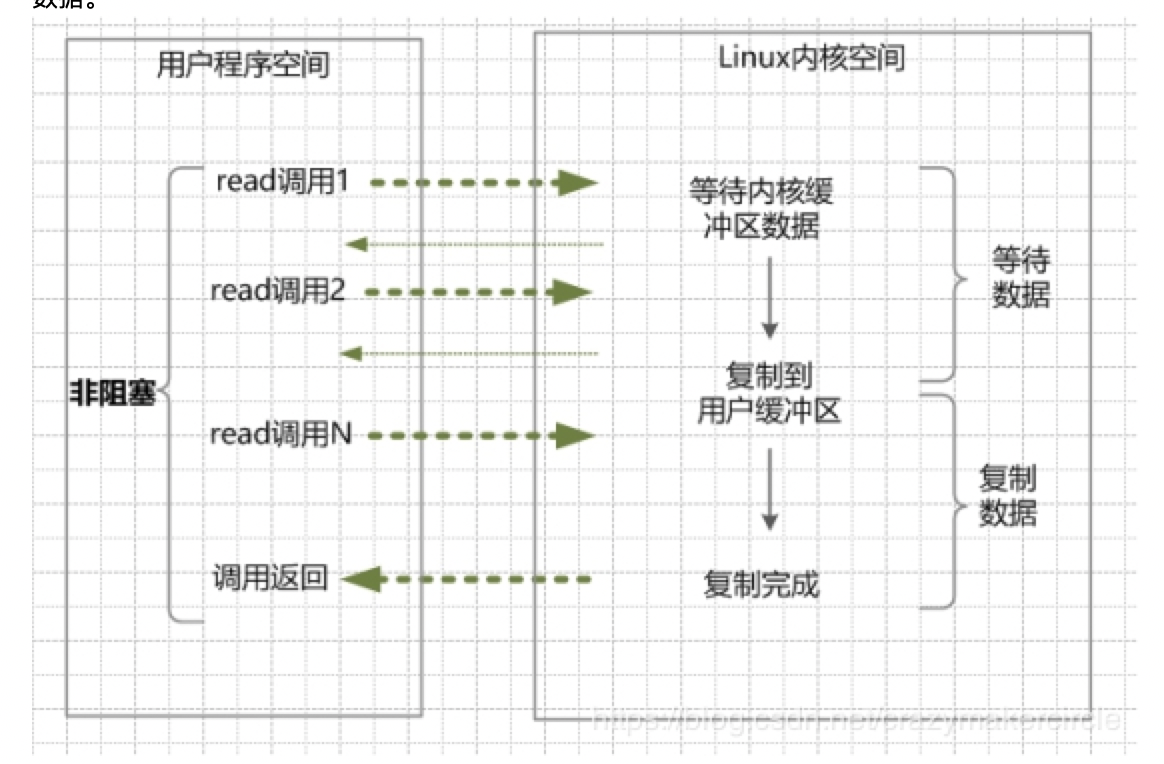 数据。
用户程序空间
Linux内核空间
read调用1
等待内核缓
冲区数据
等待
数据
read调用2
复制到
用户缓冲区
非阻塞
read调用N
复制
数据
调用返回
复制完成
https://blog.csdn.net/crazymakercircle